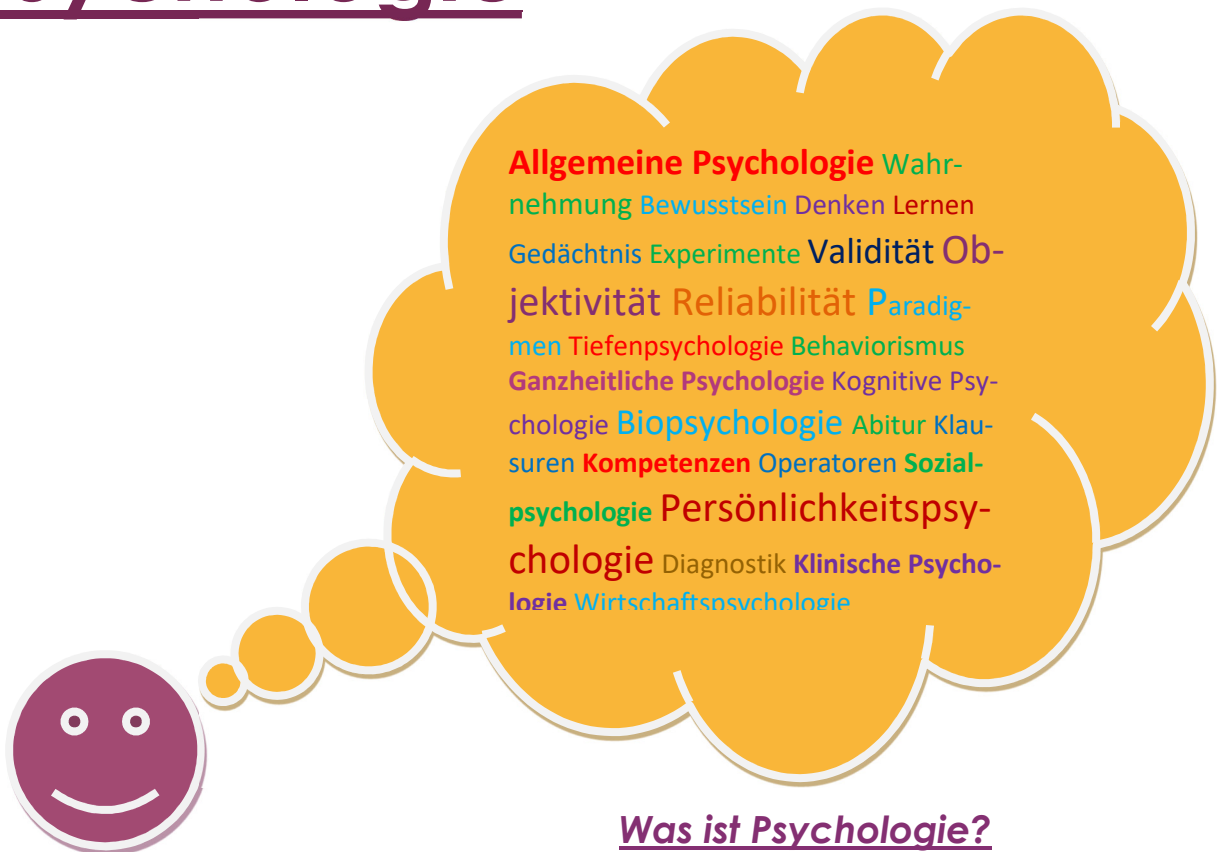 Allgemeine Psychologie Wahr-
nehmung Bewusstsein Denken Lernen
Gedächtnis Experimente Validität Ob-
jektivität Reliabilität Paradig-
men Tiefenpsychologie Behaviorismus
Ganzheitliche Psychologie Kognitive Psy-
chologie Biopsychologie Abitur Klau-
suren Kompetenzen Operatoren Sozial-
psychologie Persönlichkeitspsy-
chologie Diagnostik Klinische Psycho-
logie Wirtschaftspsychologie
Was ist Psychologie?